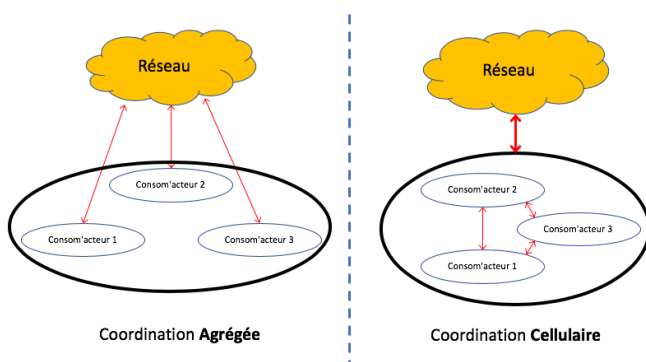 Réseau
Consom'acteur 2
Consom'acteur 1
Consom'acteur 3
Coordination Agrégée
Réseau
Consom'acteur 2
Consom'acteur 3
Consom'acteur 1
Coordination Cellulaire